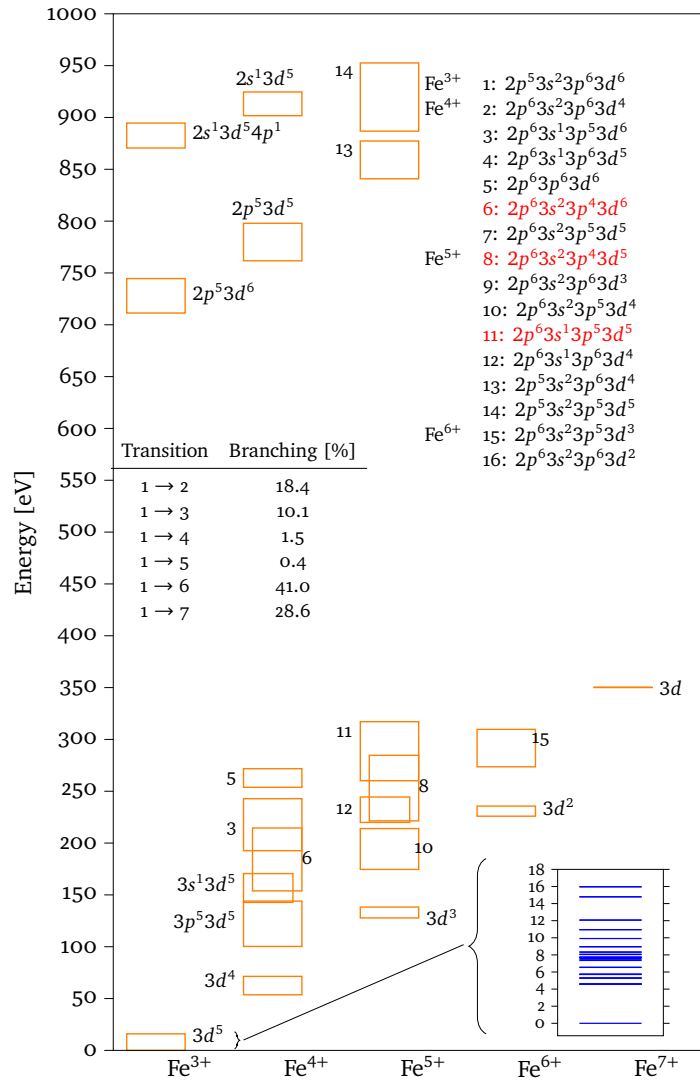 1000
950
900
850
800
750
700
650
600
550
500
450
400
350
300
250
200
150
100
50
0
Energy [eV]
Fe³⁺
Fe⁴⁺
Fe⁵⁺
Fe⁶⁺
Fe⁷⁺
2s¹3d⁵
2s¹3d⁵4p¹
2p⁵3d⁵
2p⁵3d⁶
14
13
Fe³⁺ 1: 2p⁵3s²3p⁶3d⁶
Fe⁴⁺ 2: 2p⁶3s²3p⁶3d⁴
3: 2p⁶3s¹3p⁵3d⁶
4: 2p⁶3s¹3p⁶3d⁵
5: 2p⁶3p⁶3d⁶
6: 2p⁶3s²3p⁴3d⁶
7: 2p⁶3s²3p⁵3d⁵
Fe⁵⁺ 8: 2p⁶3s²3p⁴3d⁵
9: 2p⁶3s²3p⁶3d³
10: 2p⁶3s²3p⁵3d⁴
11: 2p⁶3s¹3p⁵3d⁵
12: 2p⁶3s¹3p⁶3d⁴
13: 2p⁵3s²3p⁶3d⁴
14: 2p⁵3s²3p⁵3d⁵
Fe⁶⁺ 15: 2p⁶3s²3p⁵3d³
16: 2p⁶3s²3p⁶3d²
Transition Branching [%]
1 → 2 18.4
1 → 3 10.1
1 → 4 1.5
1 → 5 0.4
1 → 6 41.0
1 → 7 28.6
3d
11
15
5
8
3
12
3d²
6
10
3s¹3d⁵
3p⁵3d⁵
3d³
3d⁴
3d⁵
18
16
14
12
10
8
6
4
2
0